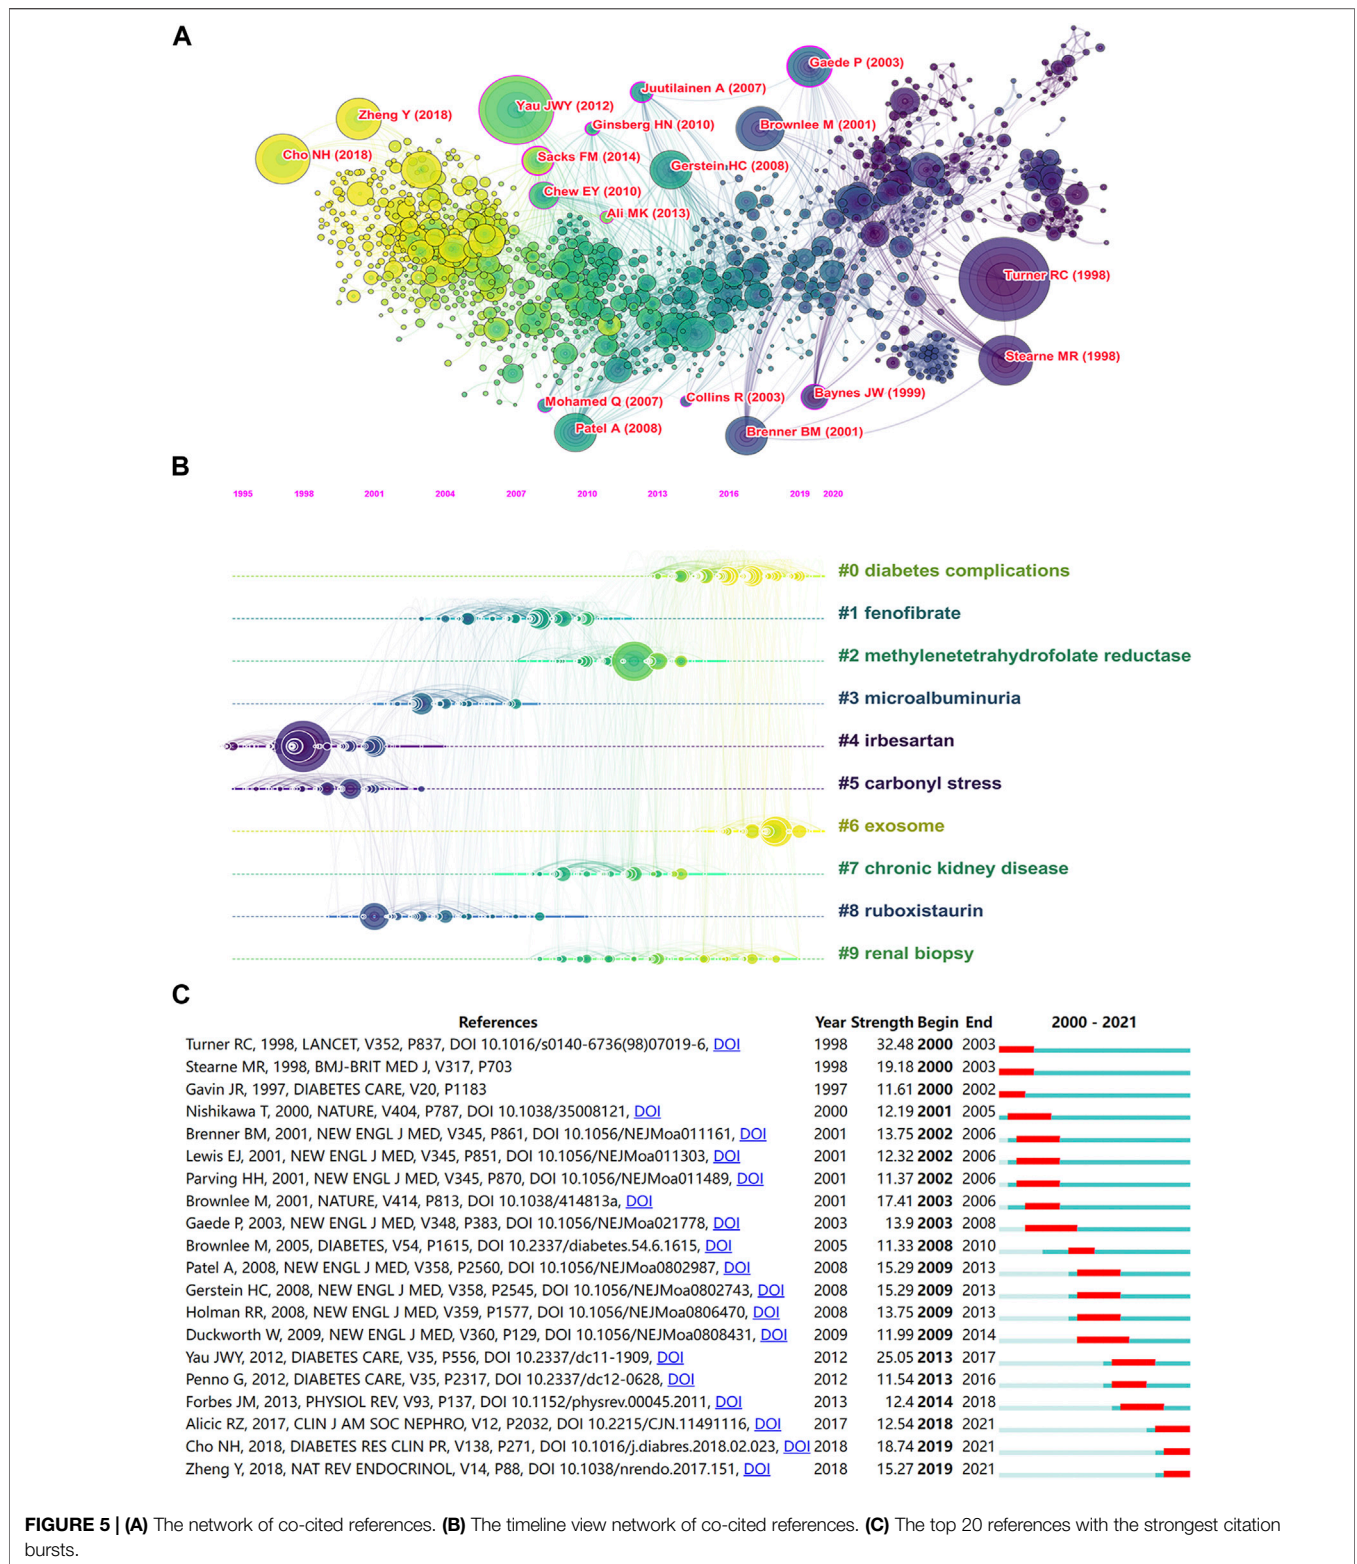 A
Gaede P (2003)
Juutilainen A (2007)
Yau JWY (2012)
Zheng Y (2018)
Ginsberg HN (2010)
Brownlee M (2001)
Cho NH (2018)
Sacks FM (2014)
Gerstein HC (2008)
Chew EY (2010)
Ali MK (2013)
Turner RC (1998)
Stearne MR (1998)
Baynes JW (1999)
Mohamed Q (2007)
Collins R (2003)
Patel A (2008)
Brenner BM (2001)
B
1995 1998 2001 2004 2007 2010 2013 2016 2019 2020
#0 diabetes complications
#1 fenofibrate
#2 methylenetetrahydrofolate reductase
#3 microalbuminuria
#4 irbesartan
#5 carbonyl stress
#6 exosome
#7 chronic kidney disease
#8 ruboxistaurin
#9 renal biopsy
C
References Year Strength Begin End 2000 - 2021
Turner RC, 1998, LANCET, V352, P837, DOI 10.1016/s0140-6736(98)07019-6, DOI 1998 32.48 2000 2003
Stearne MR, 1998, BMJ-BRIT MED J, V317, P703 1998 19.18 2000 2003
Gavin JR, 1997, DIABETES CARE, V20, P1183 1997 11.61 2000 2002
Nishikawa T, 2000, NATURE, V404, P787, DOI 10.1038/35008121, DOI 2000 12.19 2001 2005
Brenner BM, 2001, NEW ENGL J MED, V345, P861, DOI 10.1056/NEJMoa011161, DOI 2001 13.75 2002 2006
Lewis EJ, 2001, NEW ENGL J MED, V345, P851, DOI 10.1056/NEJMoa011303, DOI 2001 12.32 2002 2006
Parving HH, 2001, NEW ENGL J MED, V345, P870, DOI 10.1056/NEJMoa011489, DOI 2001 11.37 2002 2006
Brownlee M, 2001, NATURE, V414, P813, DOI 10.1038/414813a, DOI 2001 17.41 2003 2006
Gaede P, 2003, NEW ENGL J MED, V348, P383, DOI 10.1056/NEJMoa021778, DOI 2003 13.9 2003 2008
Brownlee M, 2005, DIABETES, V54, P1615, DOI 10.2337/diabetes.54.6.1615, DOI 2005 11.33 2008 2010
Patel A, 2008, NEW ENGL J MED, V358, P2560, DOI 10.1056/NEJMoa0802987, DOI 2008 15.29 2009 2013
Gerstein HC, 2008, NEW ENGL J MED, V358, P2545, DOI 10.1056/NEJMoa0802743, DOI 2008 15.29 2009 2013
Holman RR, 2008, NEW ENGL J MED, V359, P1577, DOI 10.1056/NEJMoa0806470, DOI 2008 13.75 2009 2013
Duckworth W, 2009, NEW ENGL J MED, V360, P129, DOI 10.1056/NEJMoa0808431, DOI 2009 11.99 2009 2014
Yau JWY, 2012, DIABETES CARE, V35, P556, DOI 10.2337/dc11-1909, DOI 2012 25.05 2013 2017
Penno G, 2012, DIABETES CARE, V35, P2317, DOI 10.2337/dc12-0628, DOI 2012 11.54 2013 2016
Forbes JM, 2013, PHYSIOL REV, V93, P137, DOI 10.1152/physrev.00045.2011, DOI 2013 12.4 2014 2018
Alicic RZ, 2017, CLIN J AM SOC NEPHRO, V12, P2032, DOI 10.2215/CJN.11491116, DOI 2017 12.54 2018 2021
Cho NH, 2018, DIABETES RES CLIN PR, V138, P271, DOI 10.1016/j.diabres.2018.02.023, DOI 2018 18.74 2019 2021
Zheng Y, 2018, NAT REV ENDOCRINOL, V14, P88, DOI 10.1038/nrendo.2017.151, DOI 2018 15.27 2019 2021
FIGURE 5 | (A) The network of co-cited references. (B) The timeline view network of co-cited references. (C) The top 20 references with the strongest citation
bursts.